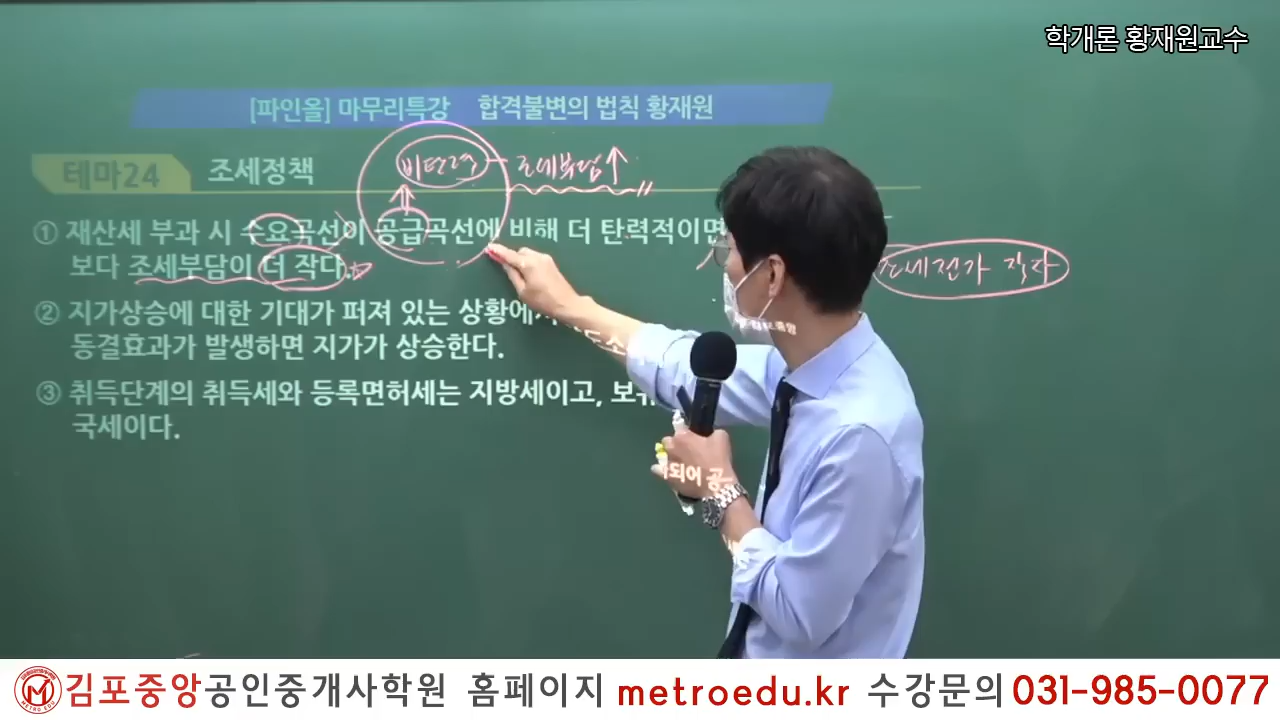 학개론 황재원교수
[파인올] 마무리특강 합격불변의 법칙 황재원
테마24 조세정책
비탄력 조세부담↑
① 재산세 부과 시 수요곡선이 공급곡선에 비해 더 탄력적이면
보다 조세부담이 더 작다.
조세전가 작다
② 지가상승에 대한 기대가 퍼져 있는 상황에서
동결효과가 발생하면 지가가 상승한다.
③ 취득단계의 취득세와 등록면허세는 지방세이고,
국세이다.
되어 공
김포중앙공인중개사학원 홈페이지 metroedu.kr 수강문의 031-985-0077
METRO EDU